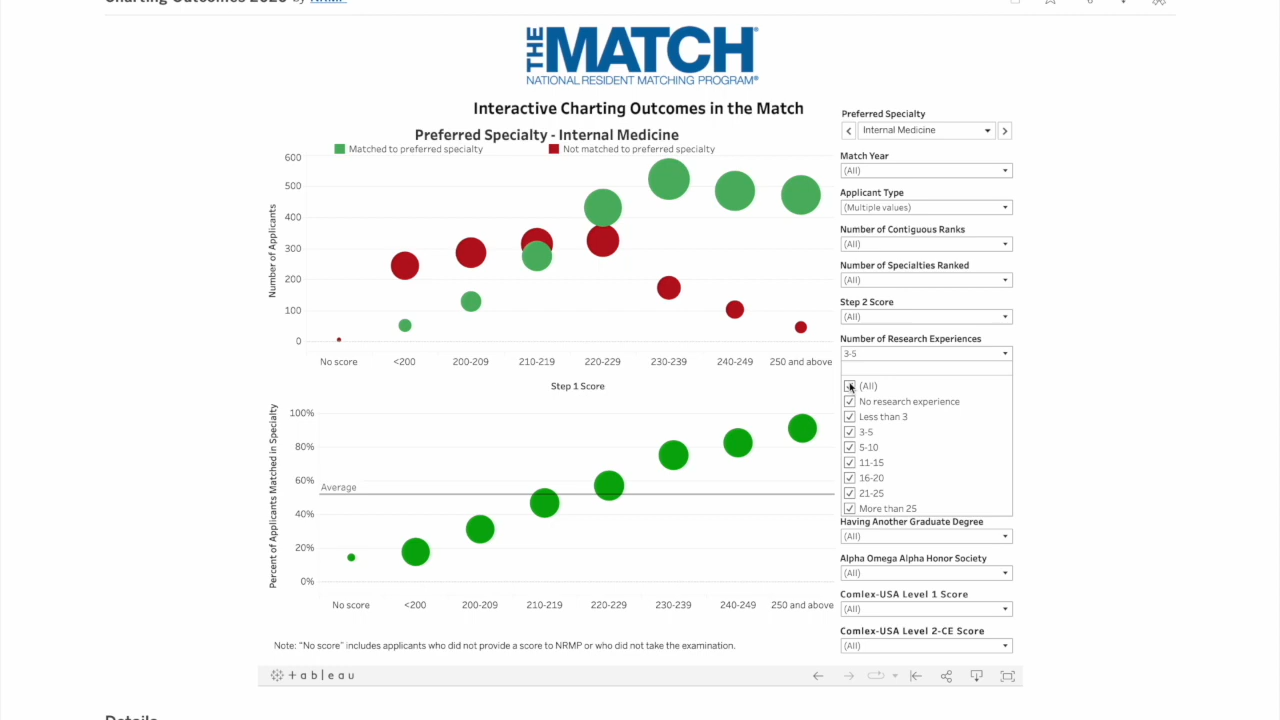 Charting Outcomes 2020 by NRMP
THE MATCH
NATIONAL RESIDENT MATCHING PROGRAM®
Interactive Charting Outcomes in the Match
Preferred Specialty - Internal Medicine
Matched to preferred specialty
Not matched to preferred specialty
600
500
400
300
200
100
0
Number of Applicants
No score
<200
200-209
210-219
220-229
230-239
240-249
250 and above
Step 1 Score
100%
80%
60%
40%
20%
0%
Percent of Applicants Matched in Specialty
Average
No score
<200
200-209
210-219
220-229
230-239
240-249
250 and above
Note: “No score” includes applicants who did not provide a score to NRMP or who did not take the examination.
Preferred Specialty
Internal Medicine
Match Year
(All)
Applicant Type
(Multiple values)
Number of Contiguous Ranks
(All)
Number of Specialties Ranked
(All)
Step 2 Score
(All)
Number of Research Experiences
3-5
(All)
No research experience
Less than 3
3-5
5-10
11-15
16-20
21-25
More than 25
Having Another Graduate Degree
(All)
Alpha Omega Alpha Honor Society
(All)
Comlex-USA Level 1 Score
(All)
Comlex-USA Level 2-CE Score
(All)
+ableau
Details